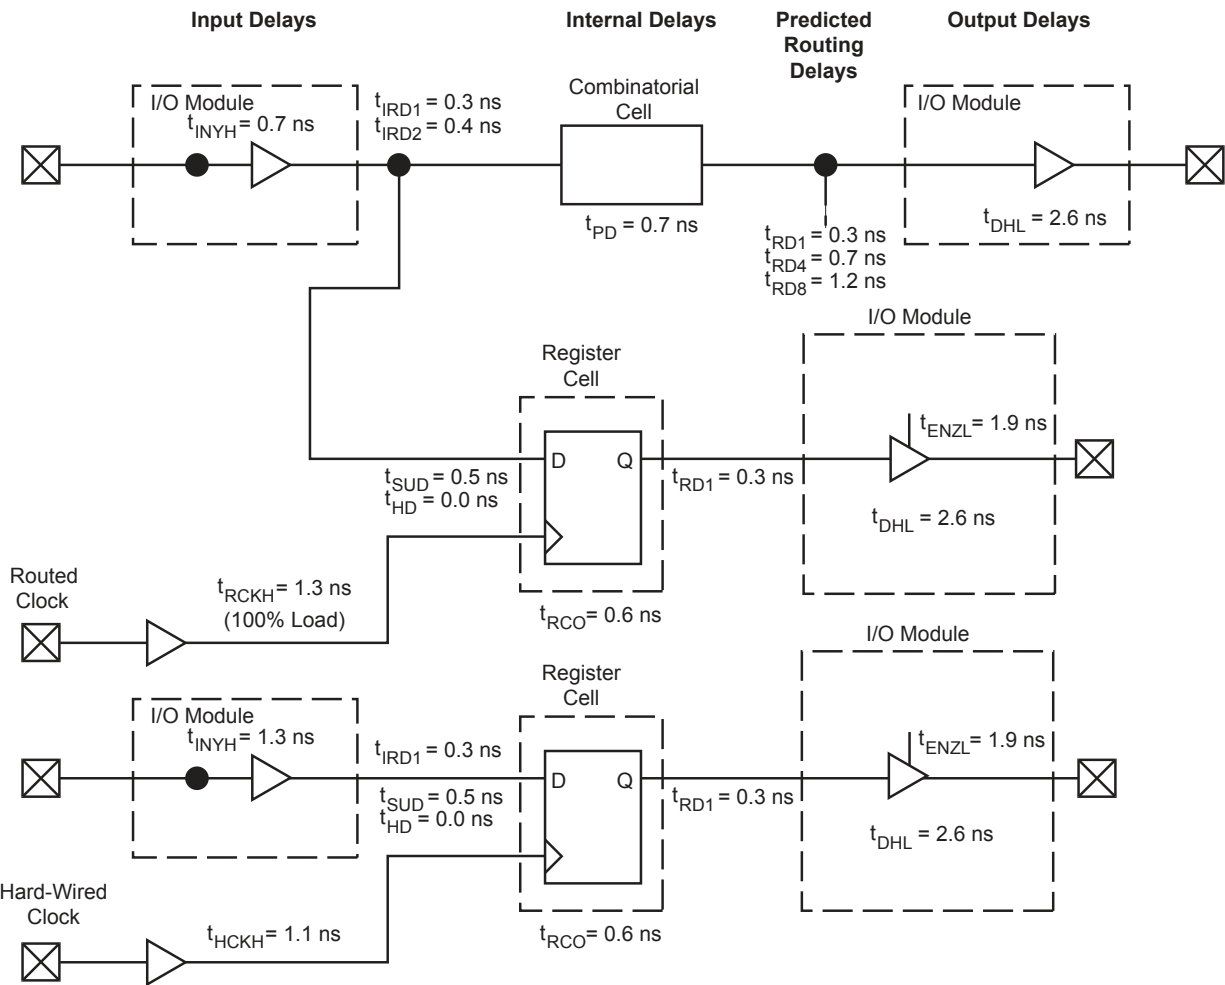 Input Delays
Internal Delays
Predicted
Routing
Delays
Output Delays
I/O Module
tINYH = 0.7 ns
tIRD1 = 0.3 ns
tIRD2 = 0.4 ns
Combinatorial
Cell
tPD = 0.7 ns
tRD1 = 0.3 ns
tRD4 = 0.7 ns
tRD8 = 1.2 ns
I/O Module
tDHL = 2.6 ns
Register
Cell
D Q
tSUD = 0.5 ns
tHD = 0.0 ns
tRCO = 0.6 ns
tRD1 = 0.3 ns
I/O Module
tENZL = 1.9 ns
tDHL = 2.6 ns
Routed
Clock
tRCKH = 1.3 ns
(100% Load)
I/O Module
tINYH = 1.3 ns
tIRD1 = 0.3 ns
tSUD = 0.5 ns
tHD = 0.0 ns
Register
Cell
D Q
tRCO = 0.6 ns
tRD1 = 0.3 ns
I/O Module
tENZL = 1.9 ns
tDHL = 2.6 ns
Hard-Wired
Clock
tHCKH = 1.1 ns